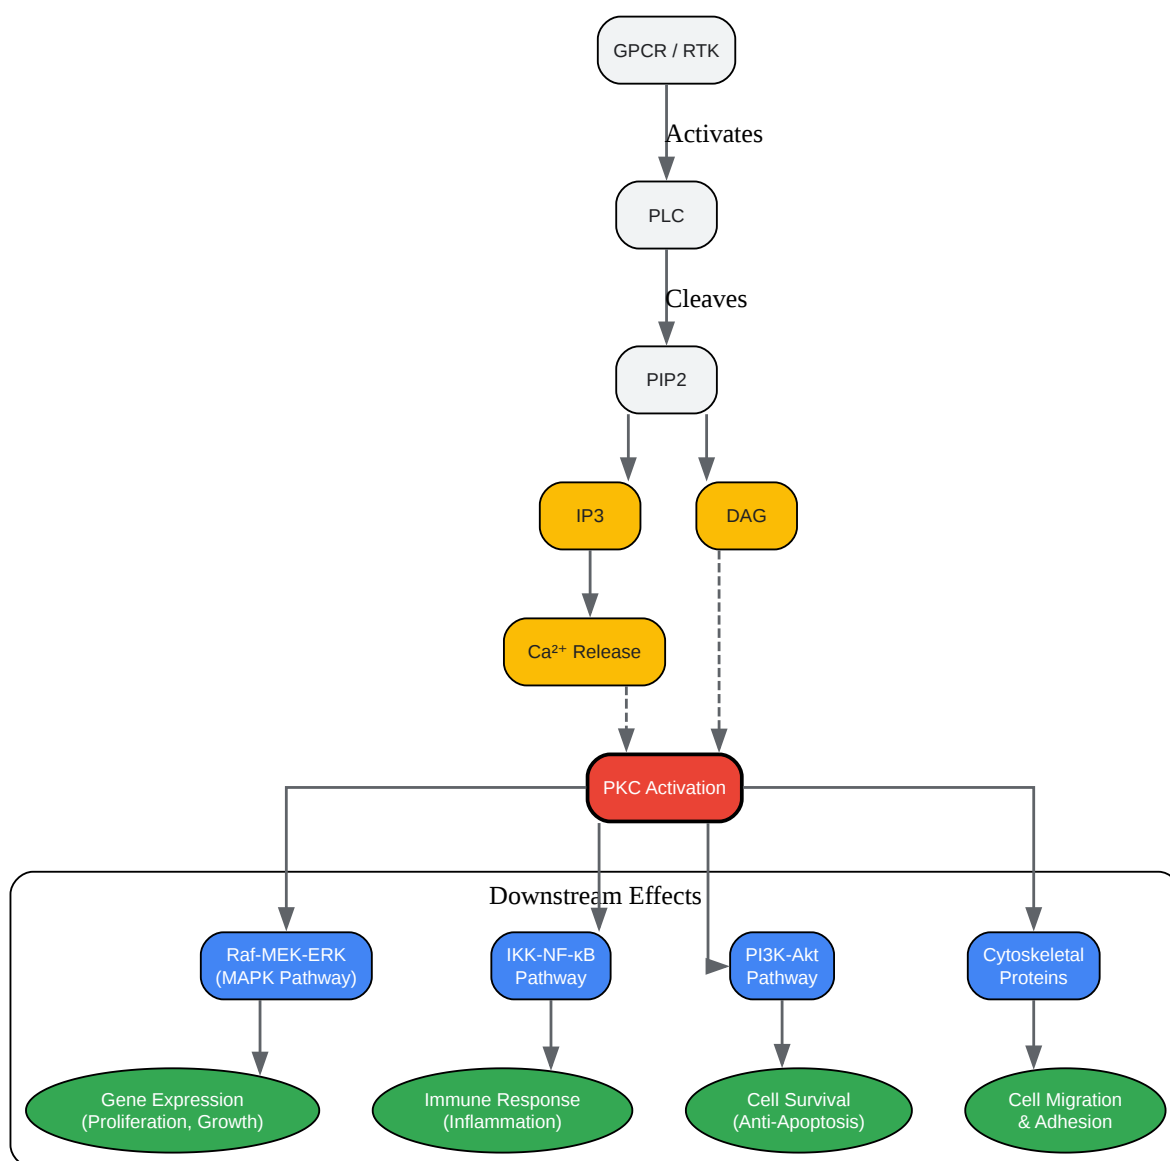 GPCR / RTK
Activates
PLC
Cleaves
PIP2
IP3
DAG
Ca²⁺ Release
PKC Activation
Downstream Effects
Raf-MEK-ERK
(MAPK Pathway)
IKK-NF-κB
Pathway
PI3K-Akt
Pathway
Cytoskeletal
Proteins
Gene Expression
(Proliferation, Growth)
Immune Response
(Inflammation)
Cell Survival
(Anti-Apoptosis)
Cell Migration
& Adhesion